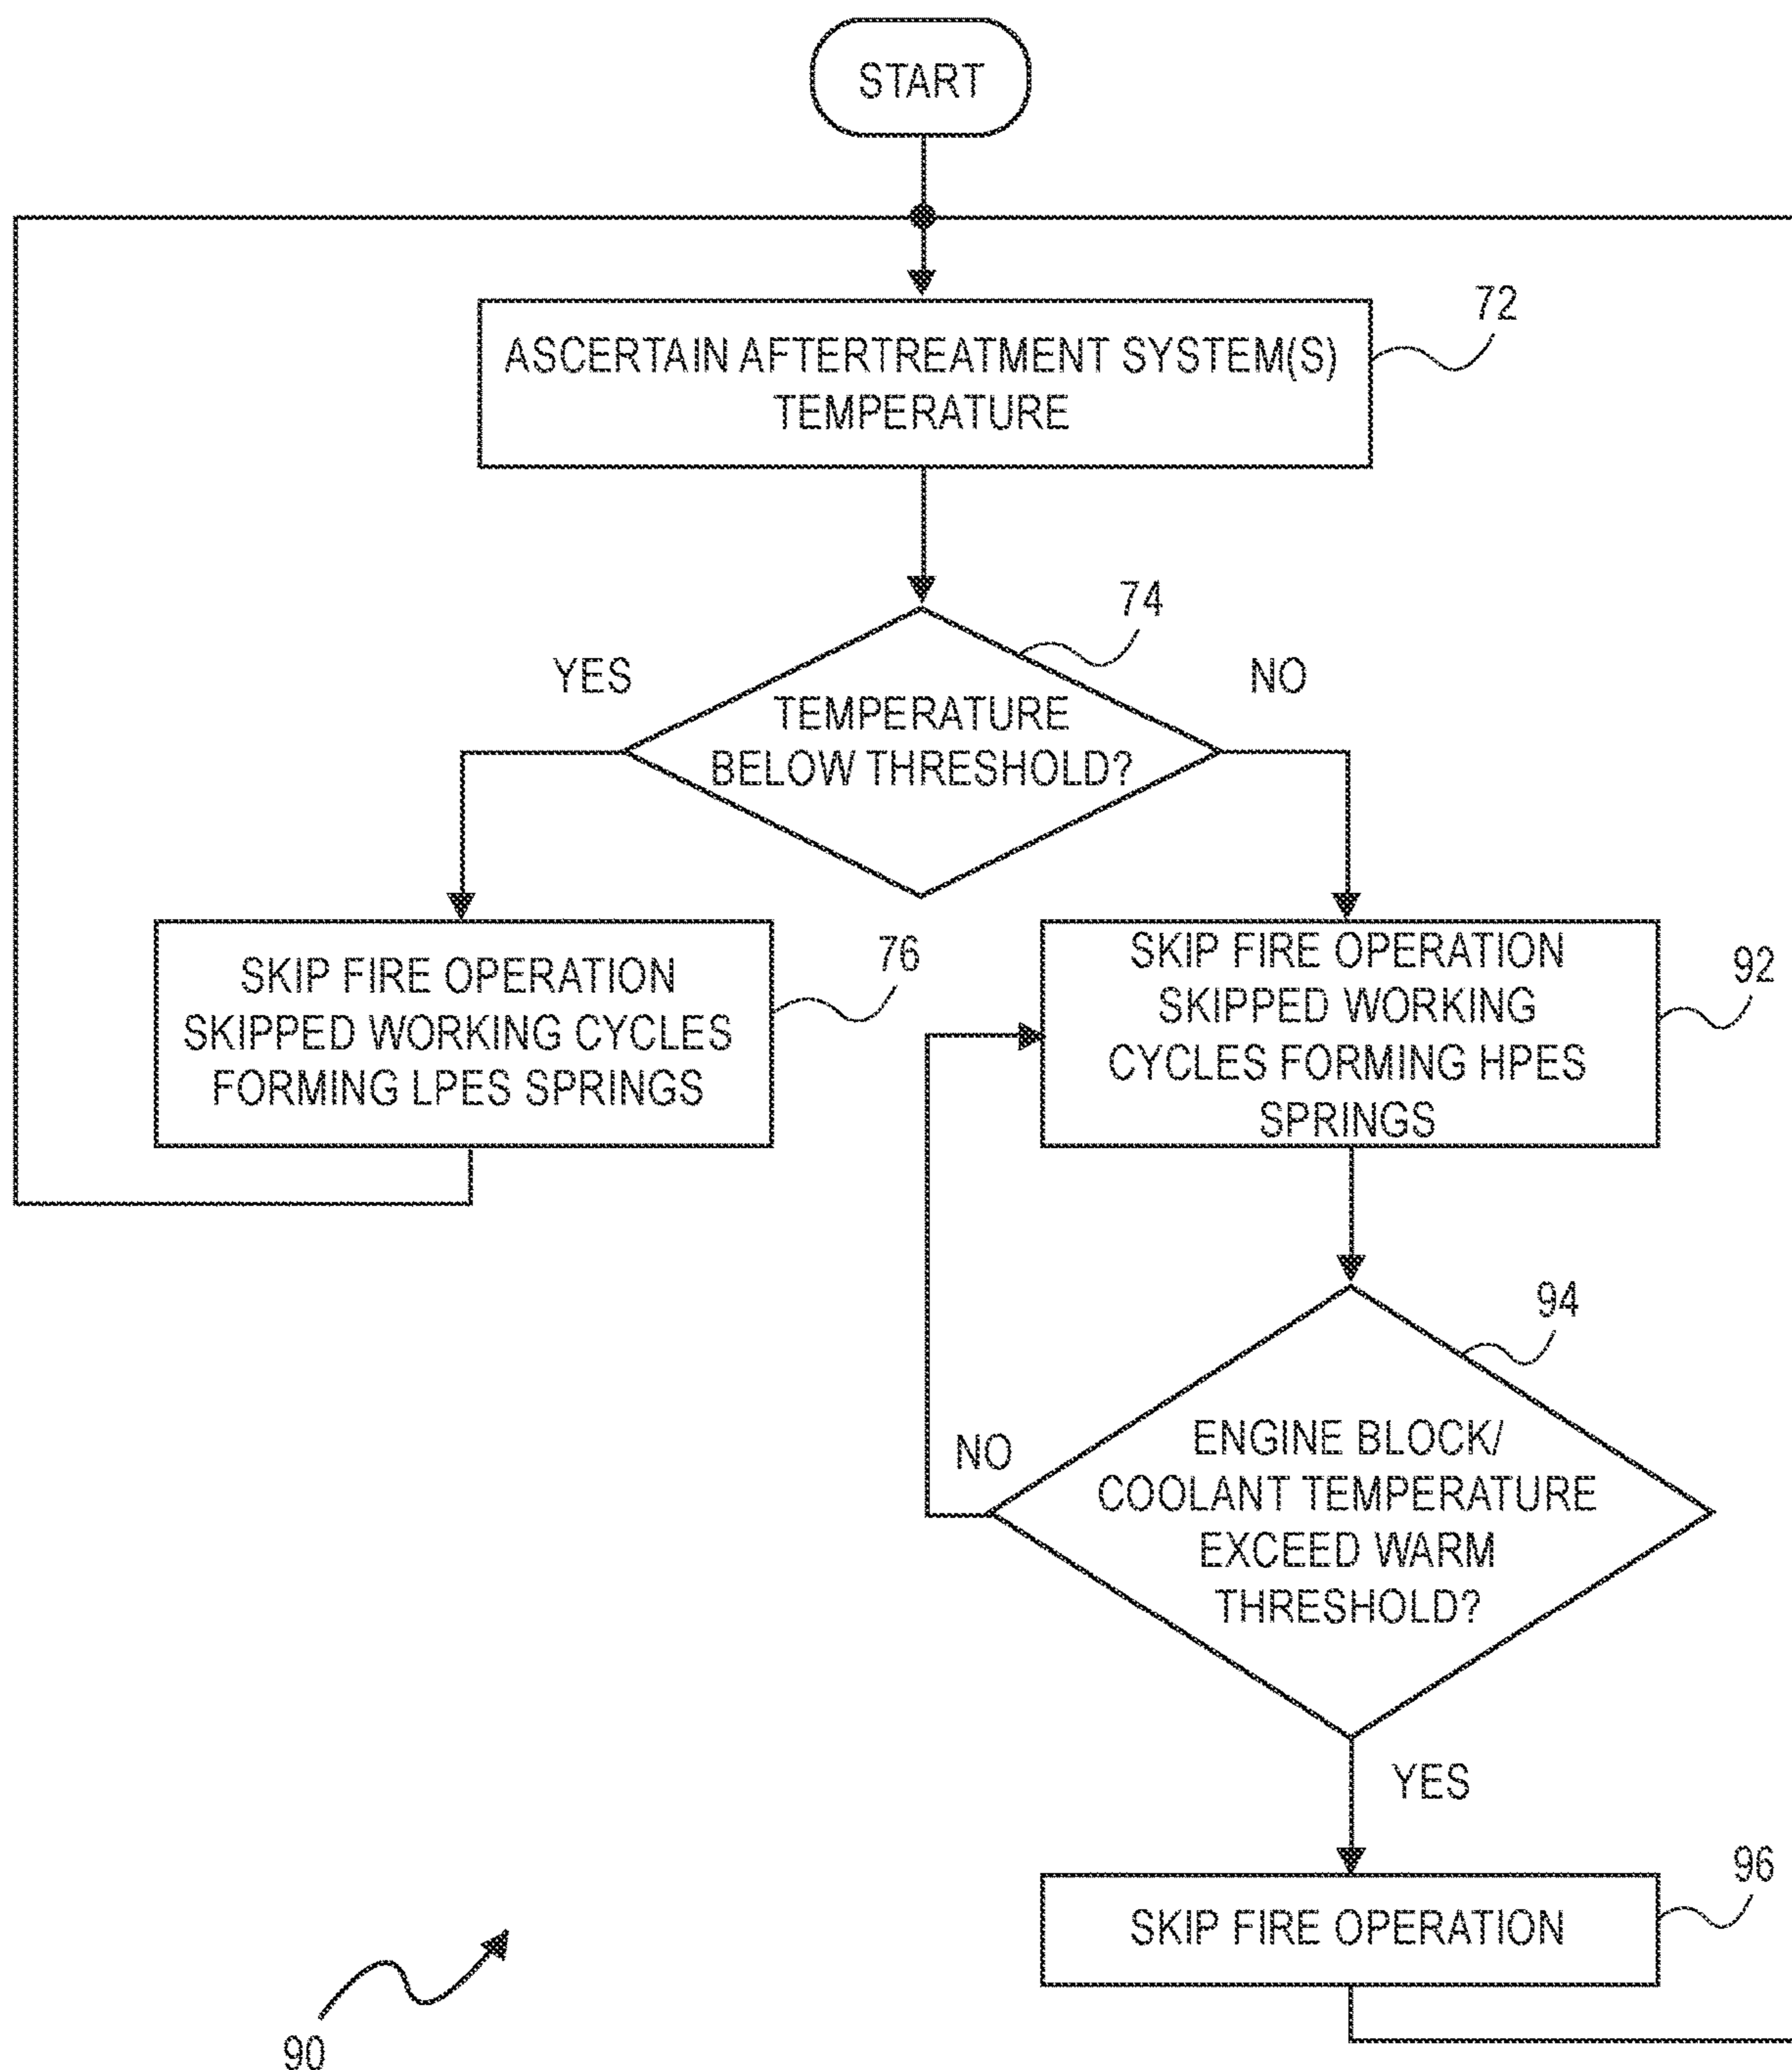 START
ASCERTAIN AFTERTREATMENT SYSTEM(S)
TEMPERATURE
72
74
YES
NO
TEMPERATURE
BELOW THRESHOLD?
SKIP FIRE OPERATION
SKIPPED WORKING CYCLES
FORMING LPES SPRINGS
76
SKIP FIRE OPERATION
SKIPPED WORKING
CYCLES FORMING HPES
SPRINGS
92
94
NO
ENGINE BLOCK/
COOLANT TEMPERATURE
EXCEED WARM
THRESHOLD?
YES
SKIP FIRE OPERATION
96
90